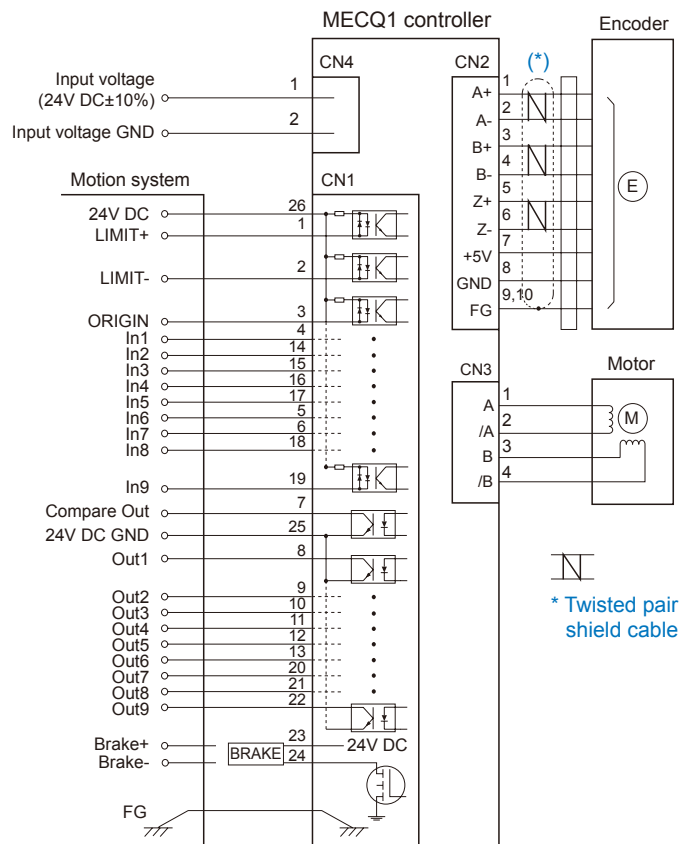 MECQ1 controller
Encoder
CN4
CN2
(*)
Input voltage
(24V DC±10%)
1
Input voltage GND
2
A+
1
A-
2
B+
3
B-
4
Z+
5
Z-
6
+5V
7
GND
8
FG
9,10
E
Motion system
CN1
24V DC
26
LIMIT+
1
LIMIT-
2
ORIGIN
3
In1
4
In2
14
In3
15
In4
16
In5
17
In6
5
In7
6
In8
18
In9
19
Compare Out
7
24V DC GND
25
Out1
8
Out2
9
Out3
10
Out4
11
Out5
12
Out6
13
Out7
20
Out8
21
Out9
22
Brake+
23
24V DC
Brake-
BRAKE
24
FG
CN3
Motor
A
1
/A
2
B
3
/B
4
M
* Twisted pair
shield cable